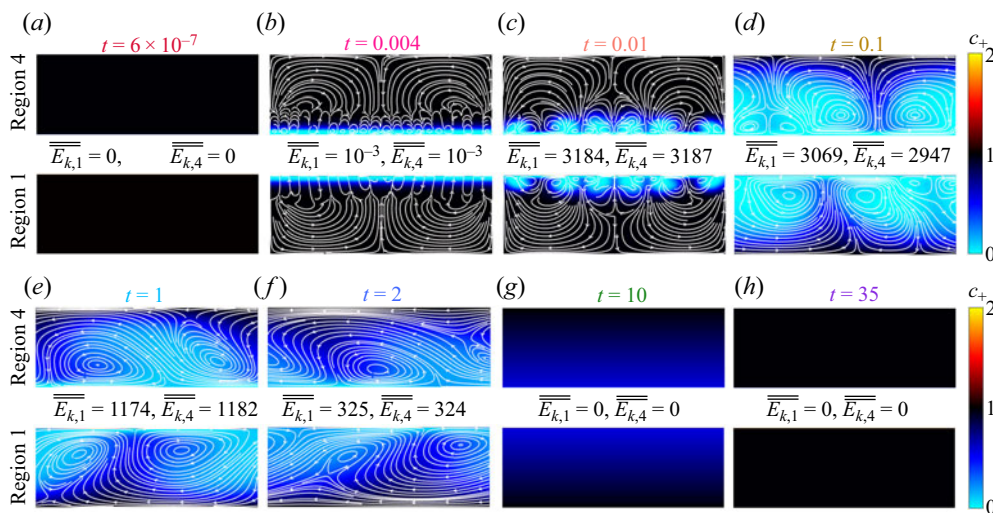 (a) (b) (c) (d)
t = 6 × 10⁻⁷ t = 0.004 t = 0.01 t = 0.1 c₊
2
Region 4
E̿ₖ,₁ = 0, E̿ₖ,₄ = 0 E̿ₖ,₁ = 10⁻³, E̿ₖ,₄ = 10⁻³ E̿ₖ,₁ = 3184, E̿ₖ,₄ = 3187 E̿ₖ,₁ = 3069, E̿ₖ,₄ = 2947 1
Region 1
0
(e) (f) (g) (h)
t = 1 t = 2 t = 10 t = 35 c₊
2
Region 4
E̿ₖ,₁ = 1174, E̿ₖ,₄ = 1182 E̿ₖ,₁ = 325, E̿ₖ,₄ = 324 E̿ₖ,₁ = 0, E̿ₖ,₄ = 0 E̿ₖ,₁ = 0, E̿ₖ,₄ = 0 1
Region 1
0